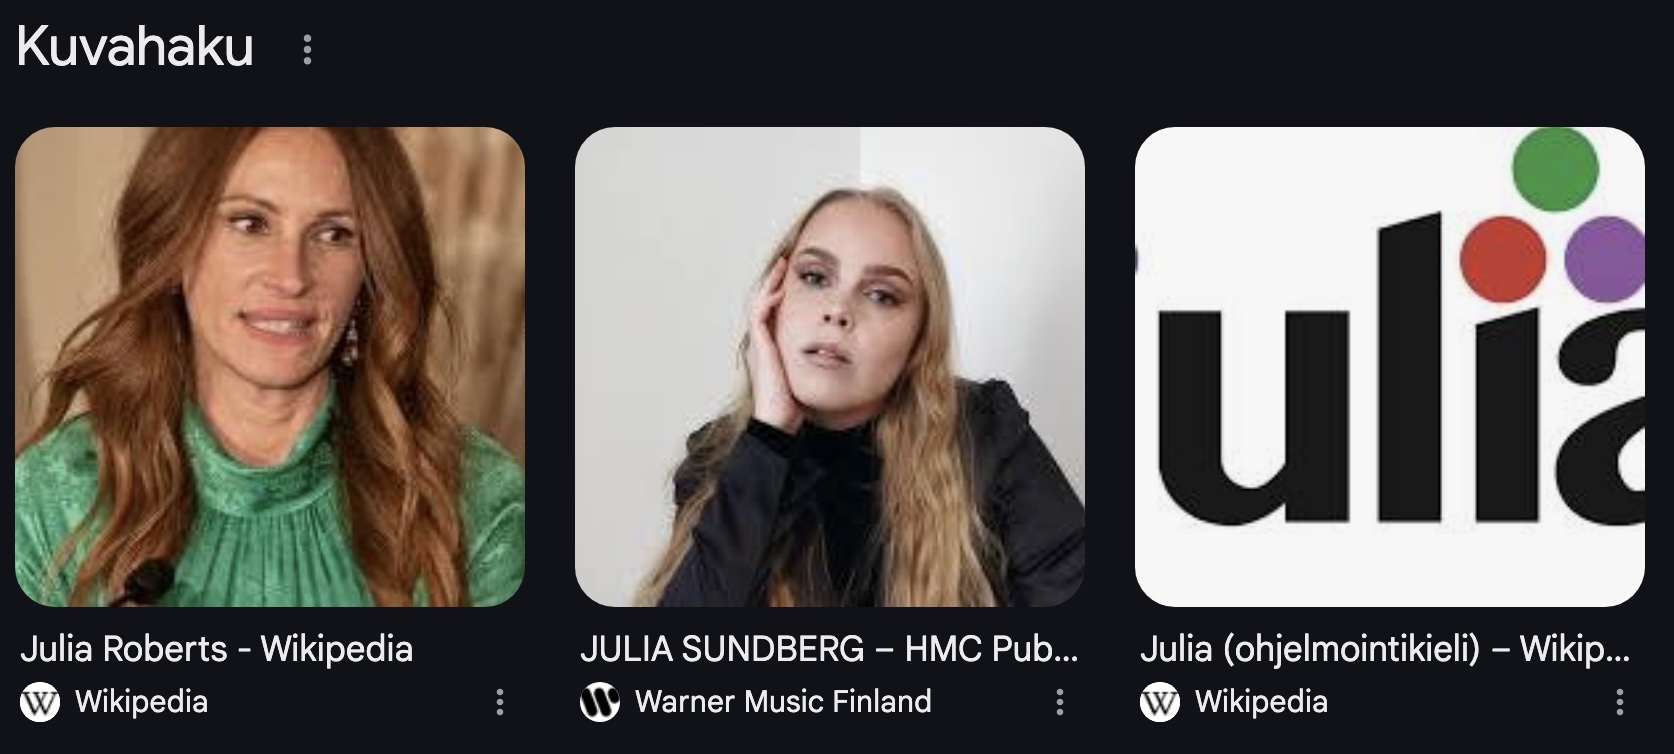 Kuvahaku
ulia
Julia Roberts - Wikipedia
Wikipedia
JULIA SUNDBERG – HMC Pub...
Warner Music Finland
Julia (ohjelmointikieli) – Wikip...
Wikipedia